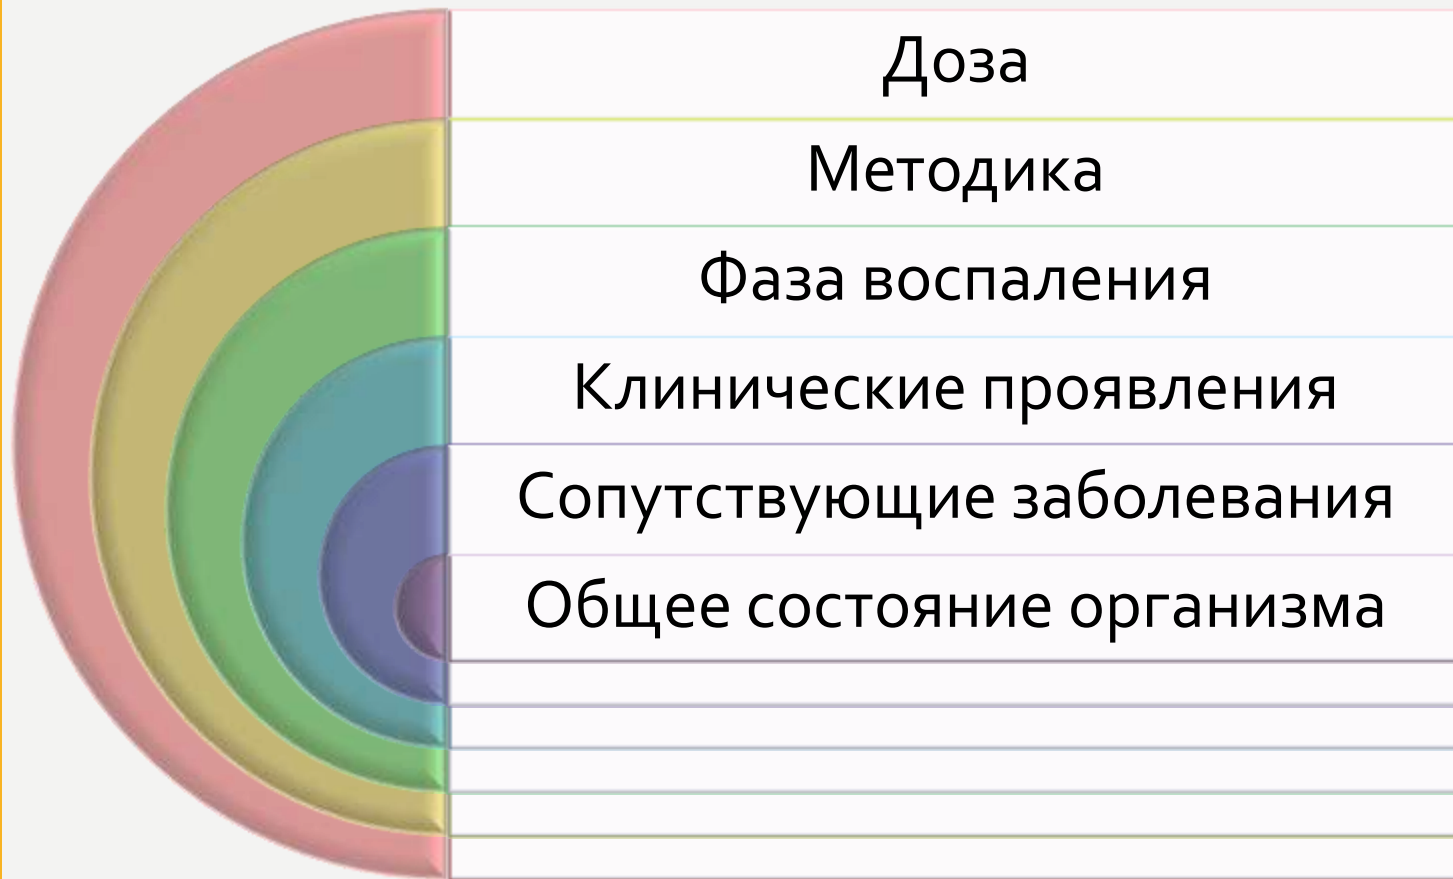 Доза
Методика
Фаза воспаления
Клинические проявления
Сопутствующие заболевания
Общее состояние организма